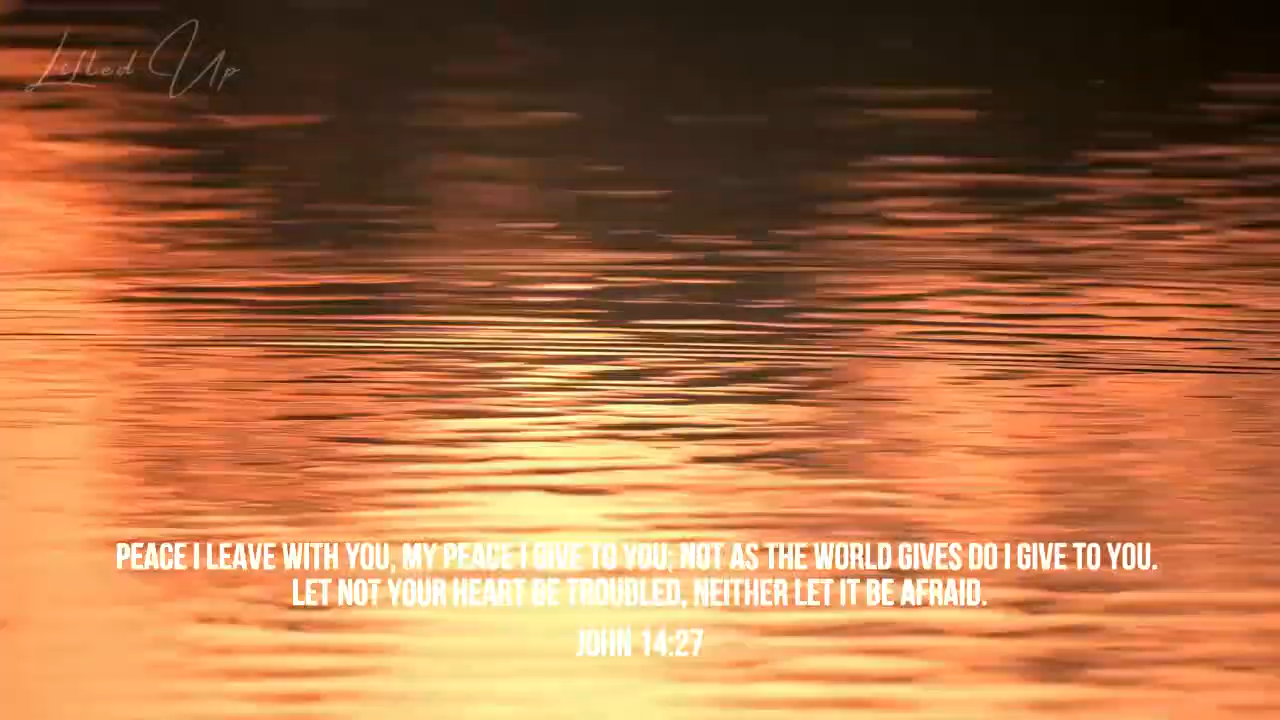 Lifted Up
PEACE I LEAVE WITH YOU, MY PEACE I GIVE TO YOU; NOT AS THE WORLD GIVES DO I GIVE TO YOU.
LET NOT YOUR HEART BE TROUBLED, NEITHER LET IT BE AFRAID.
JOHN 14:27